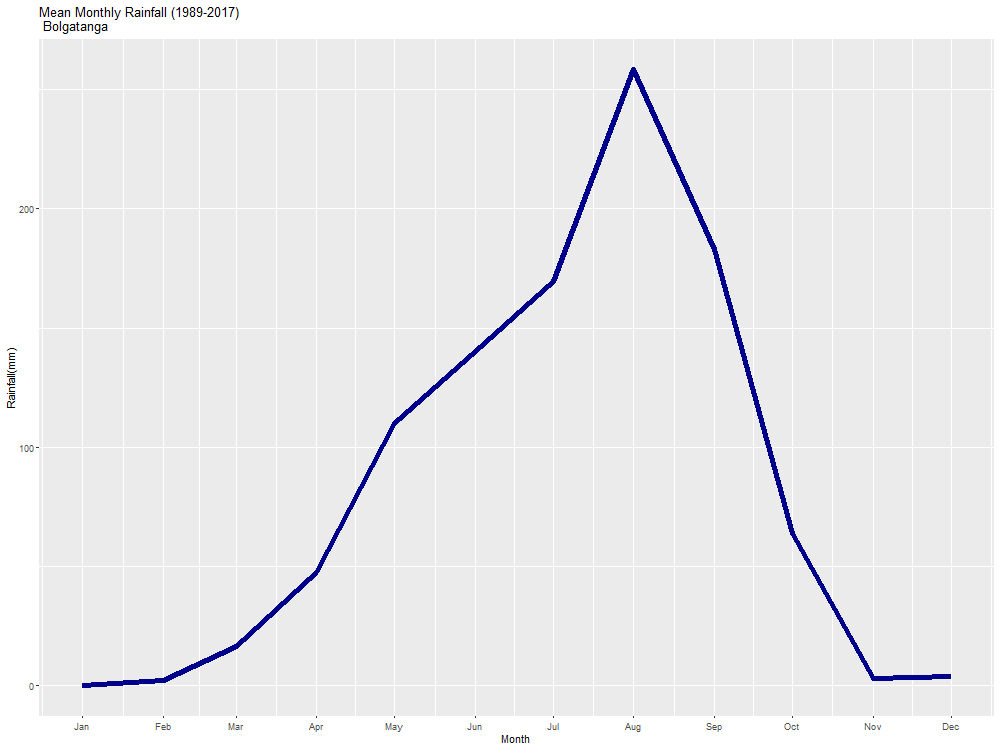 Mean Monthly Rainfall (1989-2017)
Bolgatanga
Rainfall(mm)
200
100
0
Jan Feb Mar Apr May Jun Jul Aug Sep Oct Nov Dec
Month